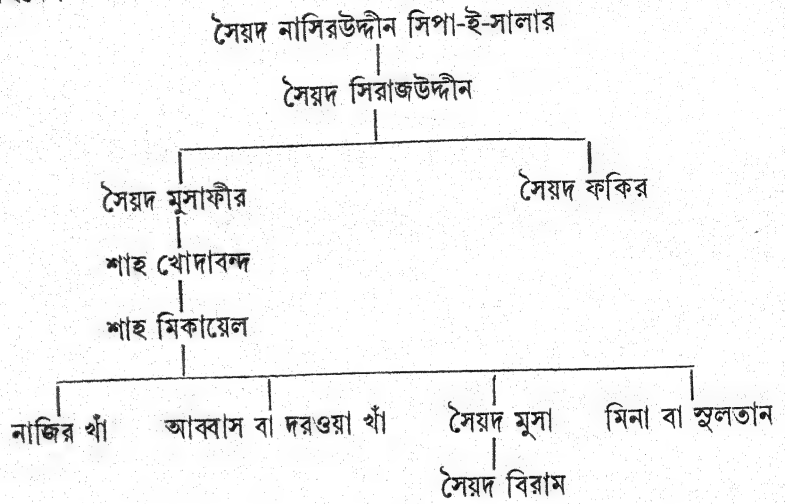 সৈয়দ নাসিরউদ্দীন সিপা-ই-সালার
সৈয়দ সিরাজউদ্দীন
সৈয়দ মুসাফীর সৈয়দ ফকির
শাহ খোদাবন্দ
শাহ মিকায়েল
নাজির খাঁ আব্বাস বা দরওয়া খাঁ সৈয়দ মুসা মিনা বা সুলতান
সৈয়দ বিরাম